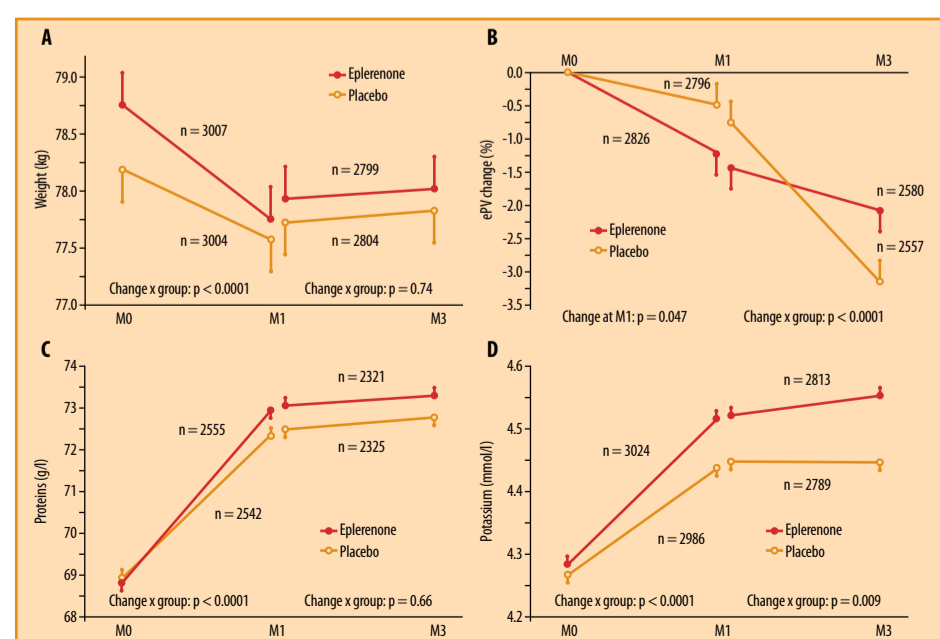 A
Weight (kg)
79.0
78.5
78.0
77.5
77.0
Eplerenone
Placebo
n = 3007
n = 2799
n = 3004
n = 2804
Change x group: p < 0.0001
Change x group: p = 0.74
M0
M1
M3
B
M0
M1
M3
ePV change (%)
0.0
-0.5
-1.0
-1.5
-2.0
-2.5
-3.0
-3.5
n = 2796
n = 2826
n = 2580
n = 2557
Eplerenone
Placebo
Change at M1: p = 0.047
Change x group: p < 0.0001
C
Proteins (g/l)
74
73
72
71
70
69
68
n = 2321
n = 2555
n = 2325
n = 2542
Eplerenone
Placebo
Change x group: p < 0.0001
Change x group: p = 0.66
M0
M1
M3
D
Potassium (mmol/l)
4.6
4.5
4.4
4.3
4.2
n = 2813
n = 3024
n = 2789
n = 2986
Eplerenone
Placebo
Change x group: p < 0.0001
Change x group: p = 0.009
M0
M1
M3